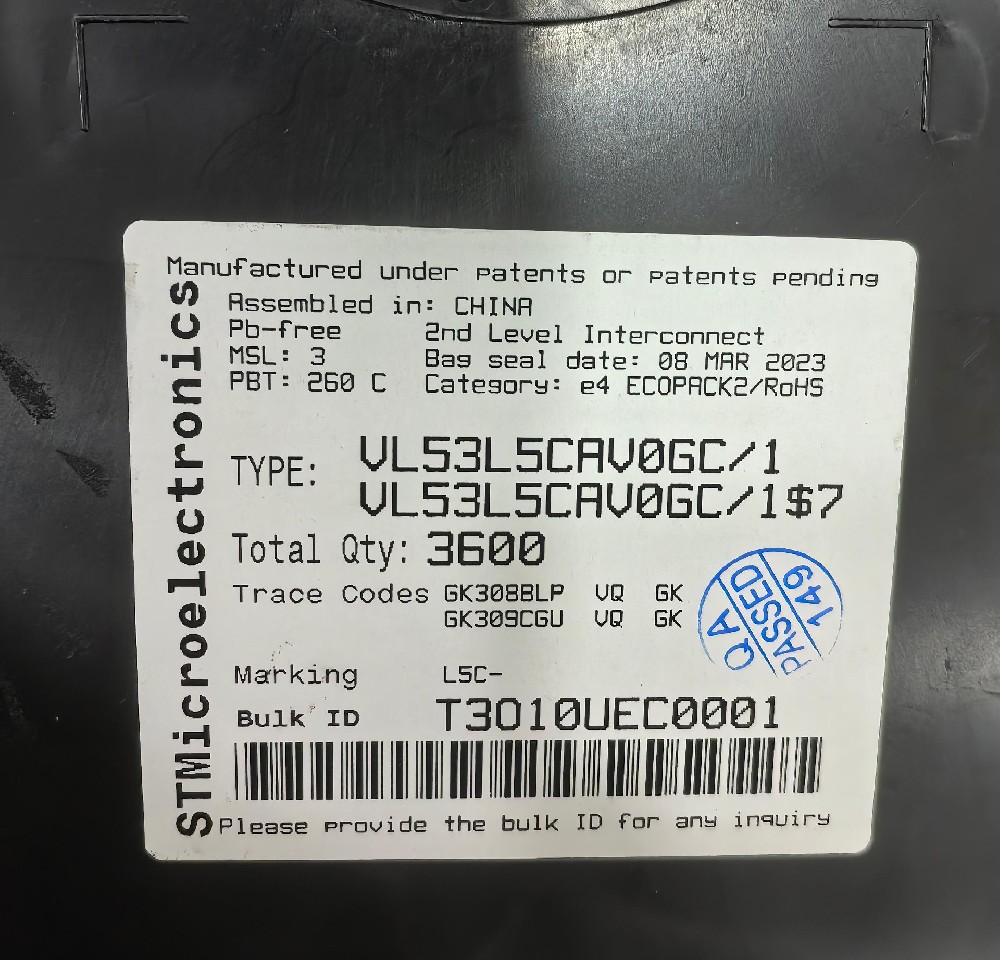 STMicroelectronics
Manufactured under patents or patents pending
Assembled in: CHINA
Pb-free 2nd Level Interconnect
MSL: 3 Bag seal date: 08 MAR 2023
PBT: 260 C Category: e4 ECOPACK2/RoHS
TYPE: VL53L5CAV0GC/1
VL53L5CAV0GC/1$7
Total Qty: 3600
Trace Codes GK308BLP VQ GK
GK309CGU VQ GK
QA
PASSED
149
Marking L5C-
Bulk ID T3010UEC0001
Please provide the bulk ID for any inquiry